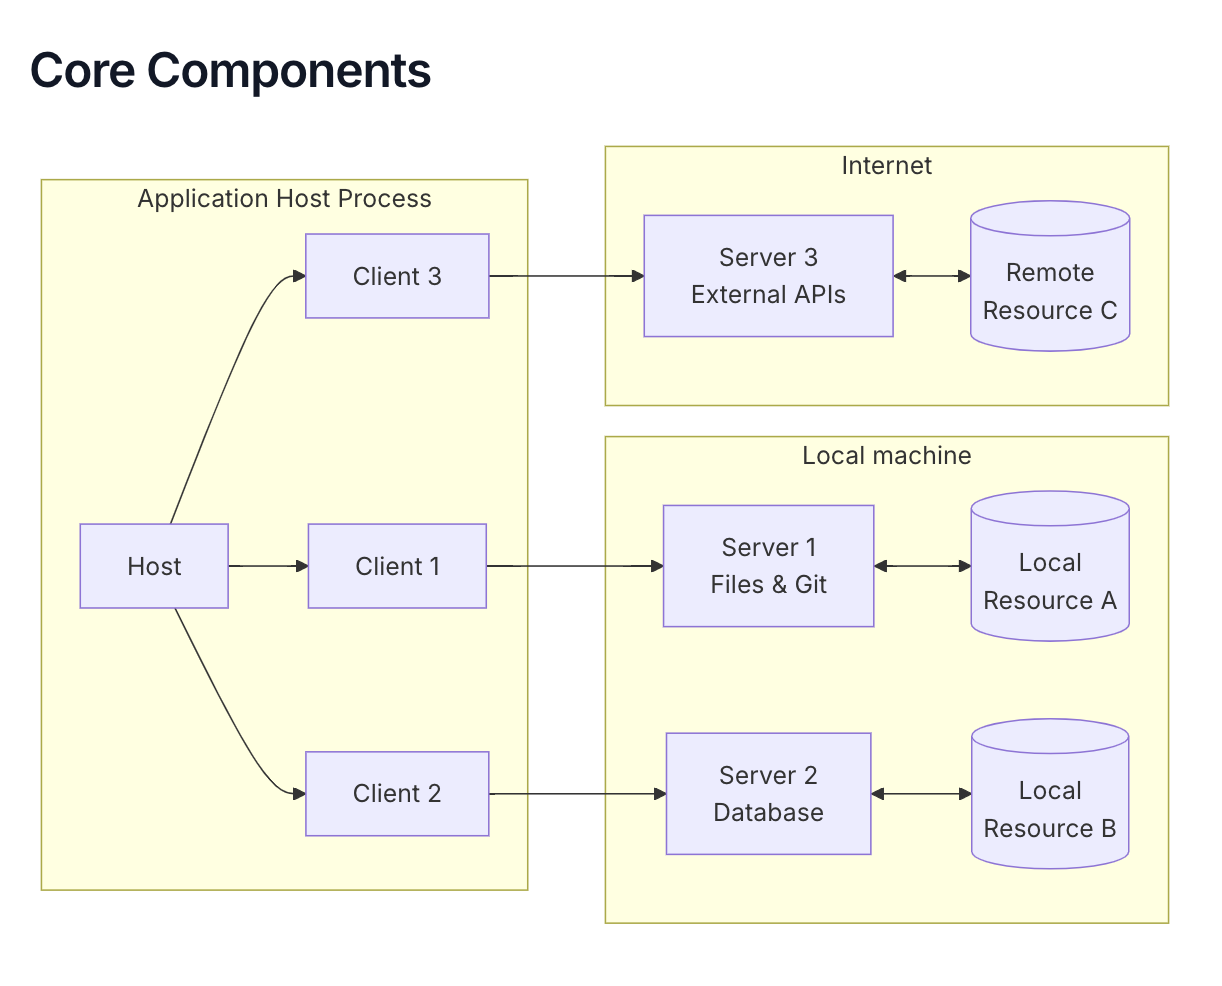 Core Components
Application Host Process
Host
Client 3
Client 1
Client 2
Internet
Server 3
External APIs
Remote
Resource C
Local machine
Server 1
Files & Git
Local
Resource A
Server 2
Database
Local
Resource B